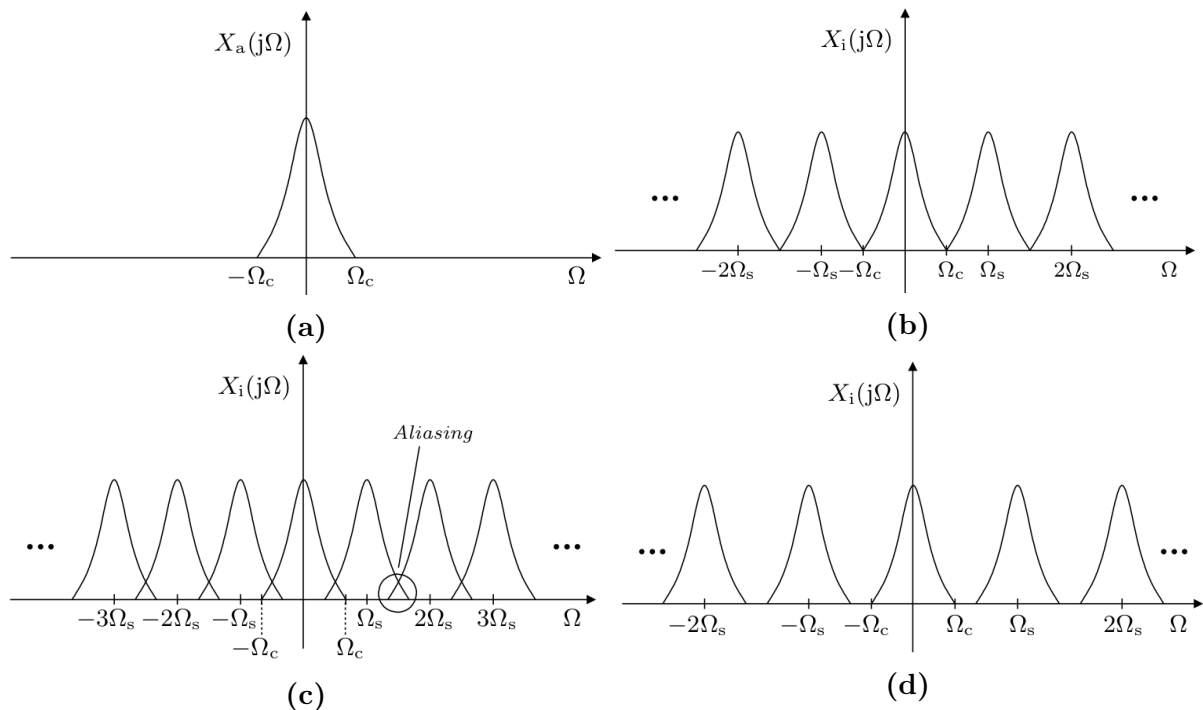 Xₐ(jΩ)
−Ω_c Ω_c Ω
(a)
X_i(jΩ)
••• •••
−2Ω_s −Ω_s −Ω_c Ω_c Ω_s 2Ω_s Ω
(b)
X_i(jΩ)
Aliasing
••• •••
−3Ω_s −2Ω_s −Ω_s Ω_s 2Ω_s 3Ω_s Ω
−Ω_c Ω_c
(c)
X_i(jΩ)
••• •••
−2Ω_s −Ω_s −Ω_c Ω_c Ω_s 2Ω_s Ω
(d)